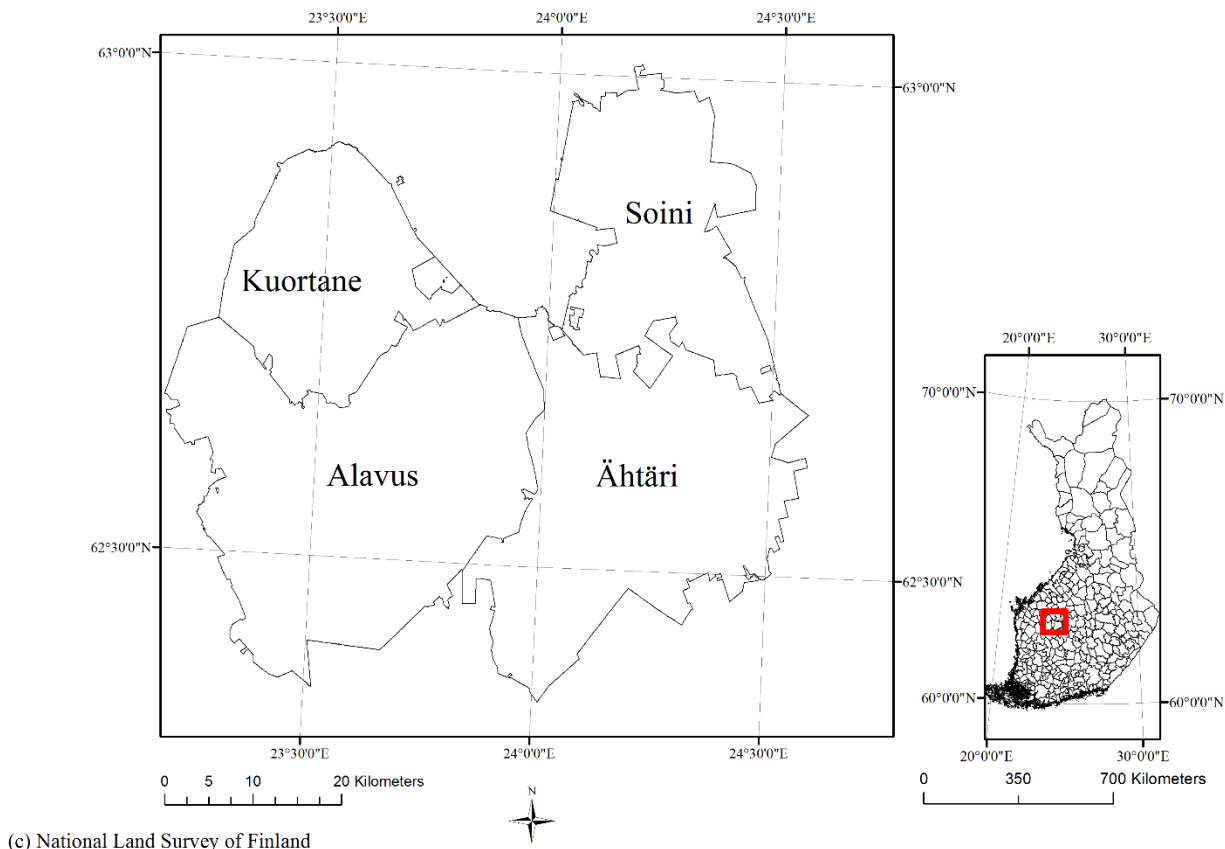 23°30'0"E 24°0'0"E 24°30'0"E
63°0'0"N
63°0'0"N
Soini
Kuortane
20°0'0"E 30°0'0"E
70°0'0"N 70°0'0"N
Alavus Ähtäri
62°30'0"N
62°30'0"N
60°0'0"N 60°0'0"N
23°30'0"E 24°0'0"E 24°30'0"E
20°0'0"E 30°0'0"E
0 5 10 20 Kilometers
0 350 700 Kilometers
N
(c) National Land Survey of Finland